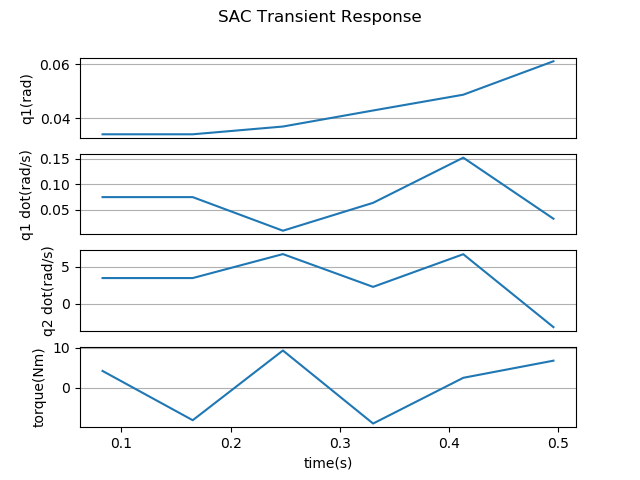 SAC Transient Response
q1(rad)
0.06
0.04
q1 dot(rad/s)
0.15
0.10
0.05
q2 dot(rad/s)
5
0
torque(Nm)
10
0
0.1 0.2 0.3 0.4 0.5
time(s)